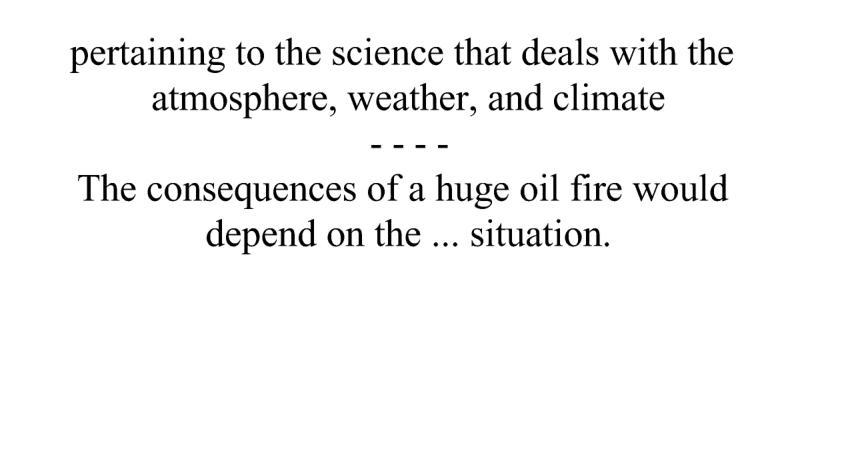 pertaining to the science that deals with the
atmosphere, weather, and climate
- - - -
The consequences of a huge oil fire would
depend on the ... situation.